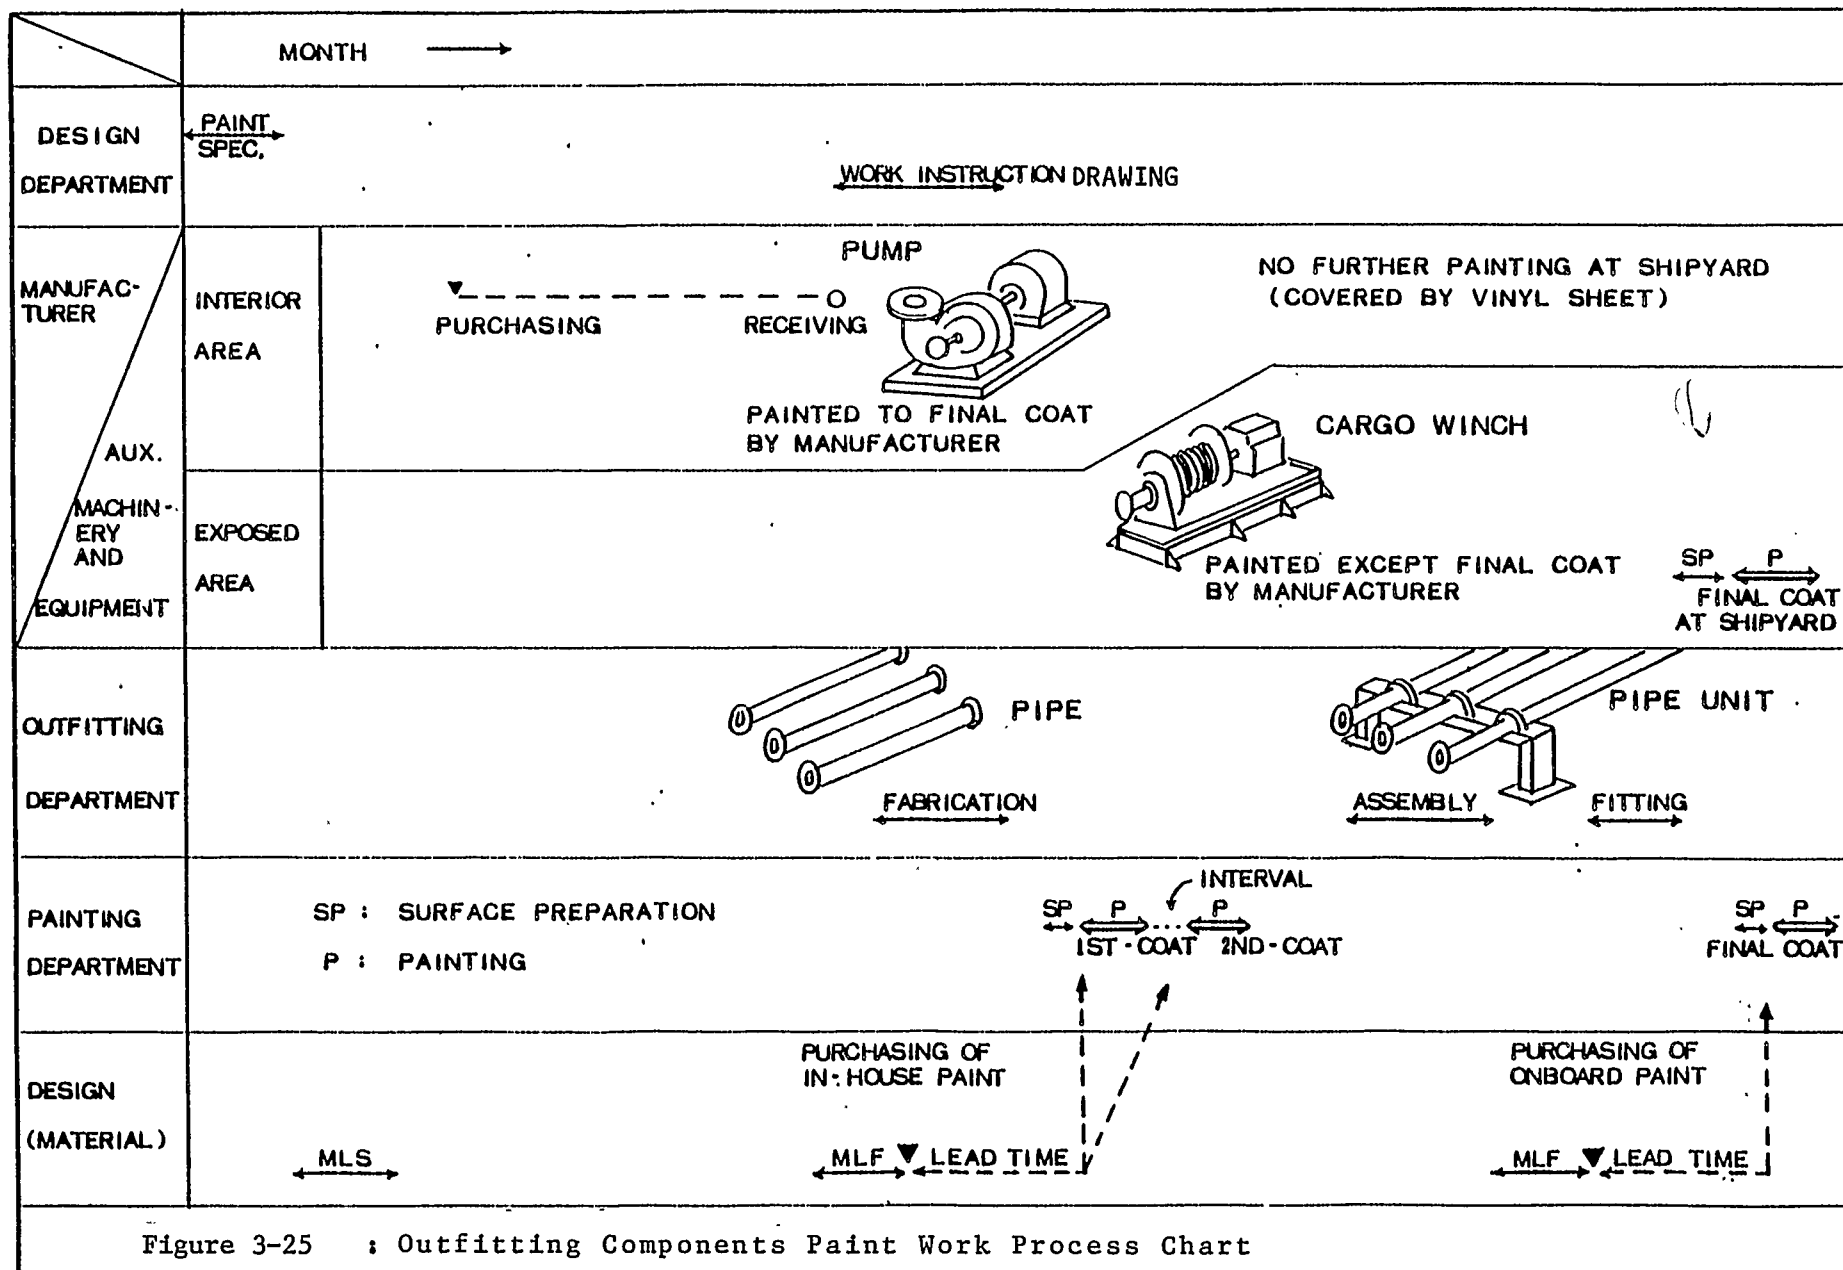 MONTH
DESIGN
DEPARTMENT
PAINT
SPEC.
WORK INSTRUCTION DRAWING
MANUFAC-
TURER
AUX.
MACHIN-
ERY
AND
EQUIPMENT
INTERIOR
AREA
PURCHASING
RECEIVING
PUMP
PAINTED TO FINAL COAT
BY MANUFACTURER
NO FURTHER PAINTING AT SHIPYARD
(COVERED BY VINYL SHEET)
EXPOSED
AREA
CARGO WINCH
PAINTED EXCEPT FINAL COAT
BY MANUFACTURER
SP P
FINAL COAT
AT SHIPYARD
OUTFITTING
DEPARTMENT
PIPE
FABRICATION
PIPE UNIT
ASSEMBLY
FITTING
PAINTING
DEPARTMENT
SP : SURFACE PREPARATION
P : PAINTING
INTERVAL
SP P ... P
1ST-COAT 2ND-COAT
SP P
FINAL COAT
DESIGN
(MATERIAL)
MLS
PURCHASING OF
IN-HOUSE PAINT
MLF LEAD TIME
PURCHASING OF
ONBOARD PAINT
MLF LEAD TIME
Figure 3-25 : Outfitting Components Paint Work Process Chart